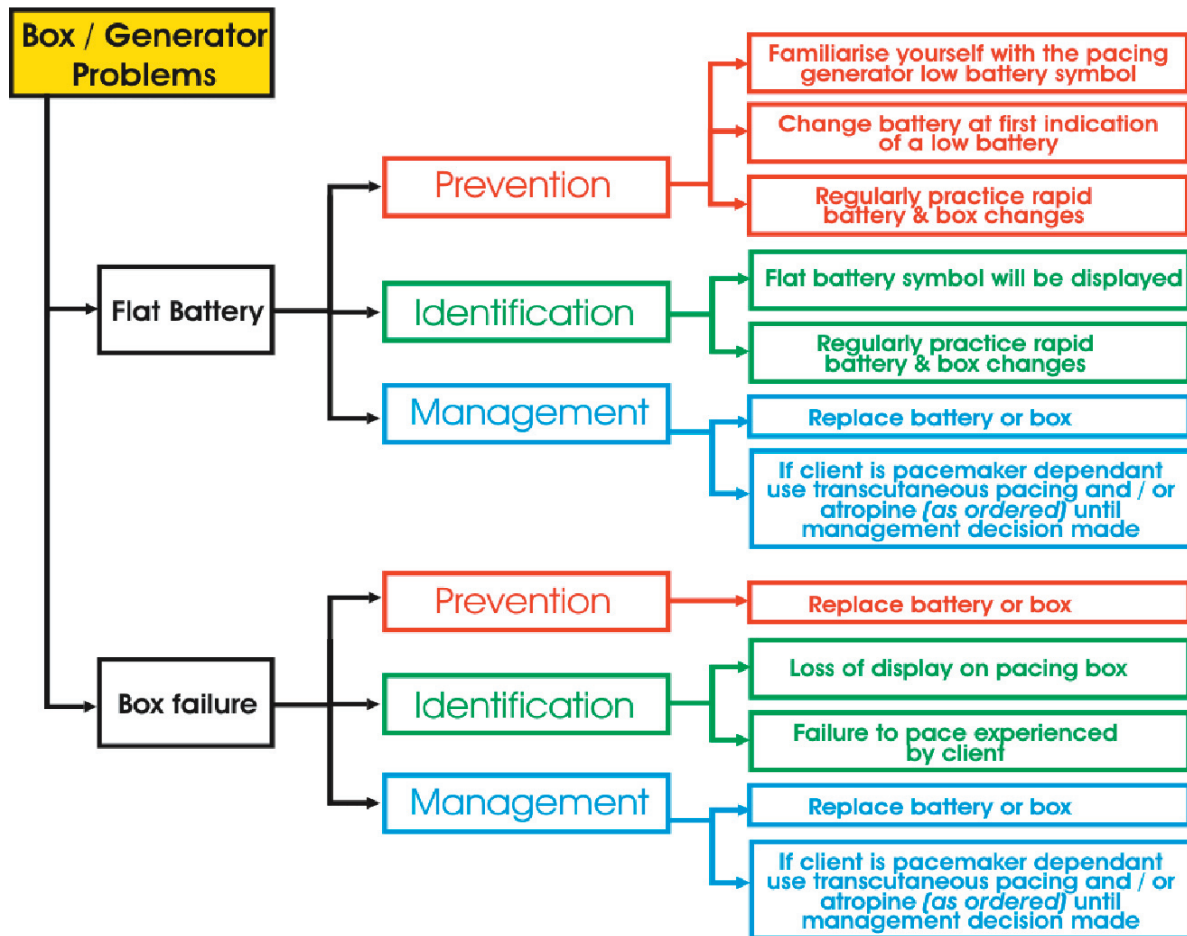 Box / Generator
Problems
Familiarise yourself with the pacing
generator low battery symbol
Change battery at first indication
of a low battery
Prevention
Regularly practice rapid
battery & box changes
Flat battery symbol will be displayed
Flat Battery
Identification
Regularly practice rapid
battery & box changes
Management
Replace battery or box
If client is pacemaker dependant
use transcutaneous pacing and / or
atropine (as ordered) until
management decision made
Prevention
Replace battery or box
Loss of display on pacing box
Box failure
Identification
Failure to pace experienced
by client
Management
Replace battery or box
If client is pacemaker dependant
use transcutaneous pacing and / or
atropine (as ordered) until
management decision made